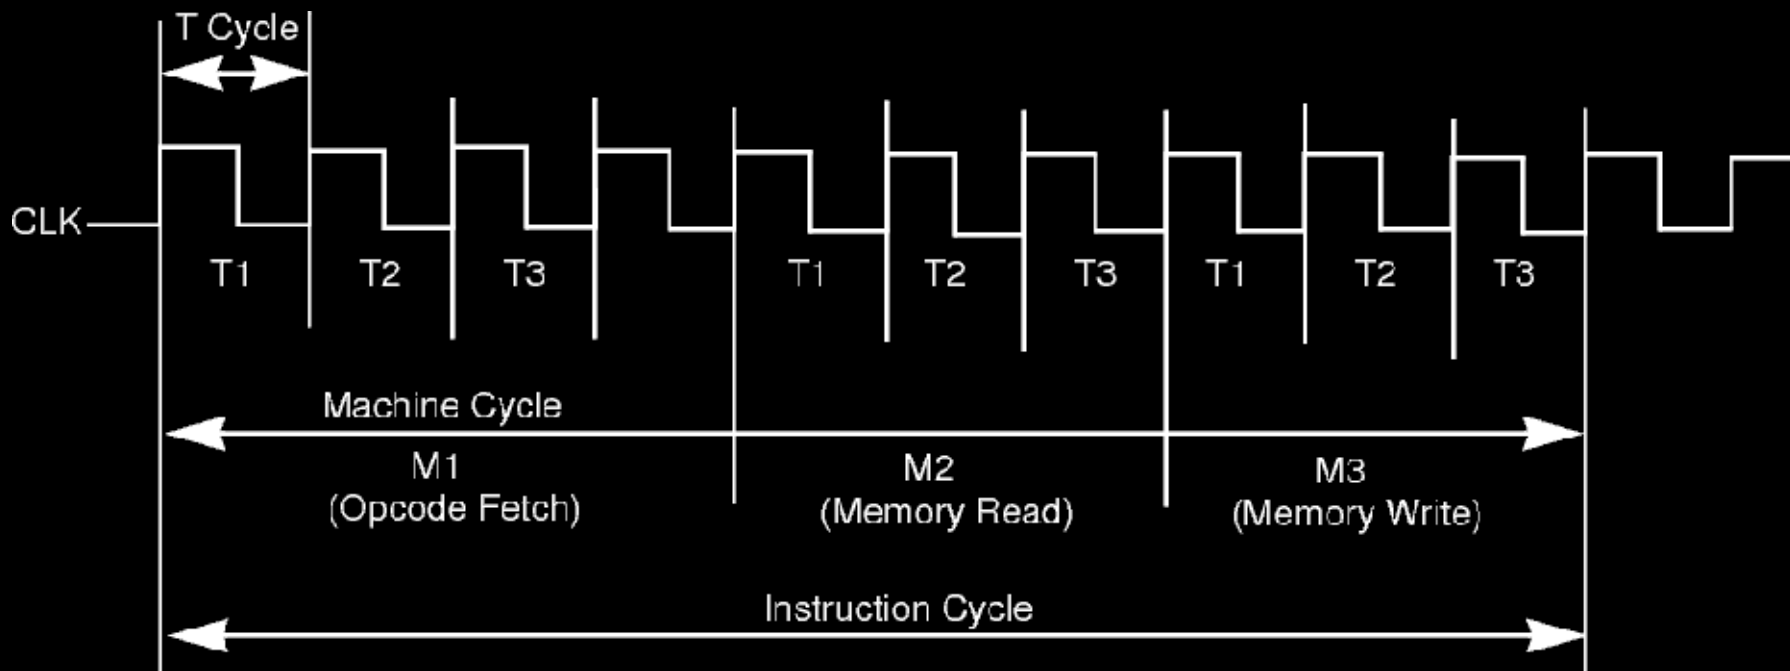 T Cycle
CLK
T1 T2 T3 T1 T2 T3 T1 T2 T3
Machine Cycle
M1 M2 M3
(Opcode Fetch) (Memory Read) (Memory Write)
Instruction Cycle